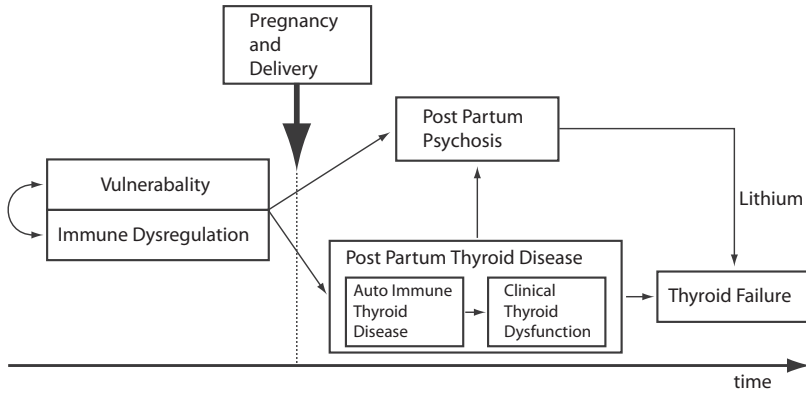 Pregnancy
and
Delivery
Post Partum
Psychosis
Vulnerabality
Lithium
Immune Dysregulation
Post Partum Thyroid Disease
Auto Immune
Thyroid
Disease
Clinical
Thyroid
Dysfunction
Thyroid Failure
time